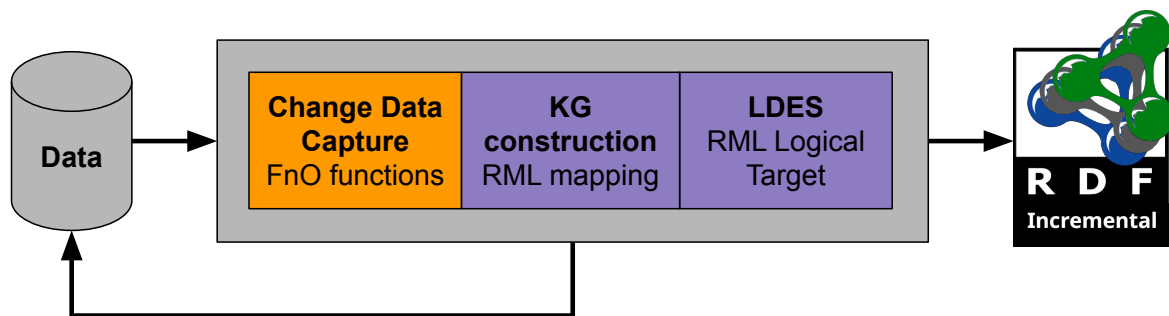 Data
Change Data
Capture
FnO functions
KG
construction
RML mapping
LDES
RML Logical
Target
R D F
Incremental